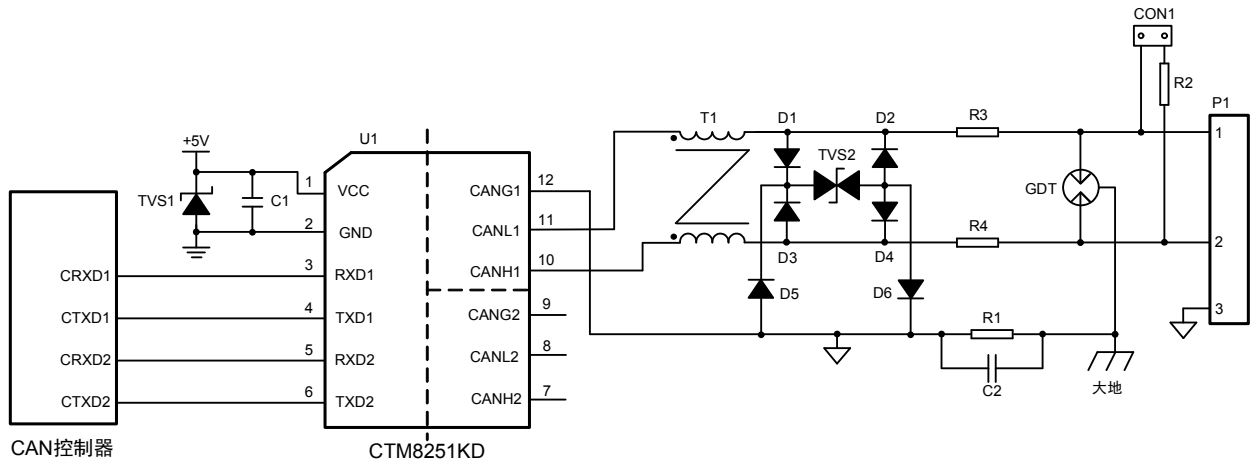 CON1
R2
P1
+5V
U1
T1
D1
D2
R3
1
TVS2
TVS1
C1
1
VCC
CANG1
12
GDT
2
GND
CANL1
11
R4
2
CRXD1
3
RXD1
CANH1
10
D3
D4
D5
D6
CTXD1
4
TXD1
CANG2
9
R1
3
CRXD2
5
RXD2
CANL2
8
C2
大地
CTXD2
6
TXD2
CANH2
7
CAN控制器
CTM8251KD